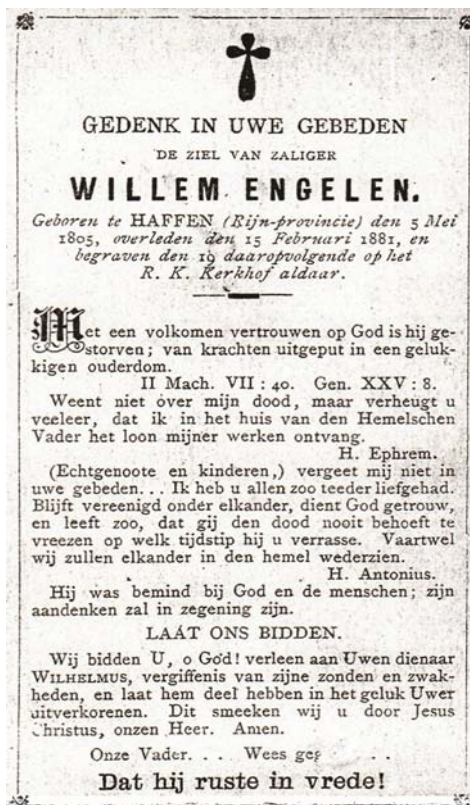 GEDENK IN UWE GEBEDEN
DE ZIEL VAN ZALIGER
WILLEM ENGELEN.
Geboren te HAFFEN (Rijn-provincie) den 5 Mei
1805, overleden den 15 Februari 1881, en
begraven den 19 daaropvolgende op het
R. K. Kerkhof aldaar.
Met een volkomen vertrouwen op God is hij ge-
storven; van krachten uitgeput in een geluk-
kigen ouderdom.
II Mach. VII : 40. Gen. XXV : 8.
Weent niet over mijn dood, maar verheugt u
veeleer, dat ik in het huis van den Hemelschen
Vader het loon mijner werken ontvang.
H. Ephrem.
(Echtgenoote en kinderen,) vergeet mij niet in
uwe gebeden... Ik heb u allen zoo teeder liefgehad.
Blijft vereenigd onder elkander, dient God getrouw,
en leeft zoo, dat gij den dood nooit behoeft te
vreezen op welk tijdstip hij u verrasse. Vaartwel
wij zullen elkander in den hemel wederzien.
H. Antonius.
Hij was bemind bij God en de menschen; zijn
aandenken zal in zegening zijn.
LAAT ONS BIDDEN.
Wij bidden U, o God! verleen aan Uwen dienaar
WILHELMUS, vergiffenis van zijne zonden en zwak-
heden, en laat hem deel hebben in het geluk Uwer
uitverkorenen. Dit smeeken wij u door Jesus
Christus, onzen Heer. Amen.
Onze Vader. . . Wees . .
Dat hij ruste in vrede!